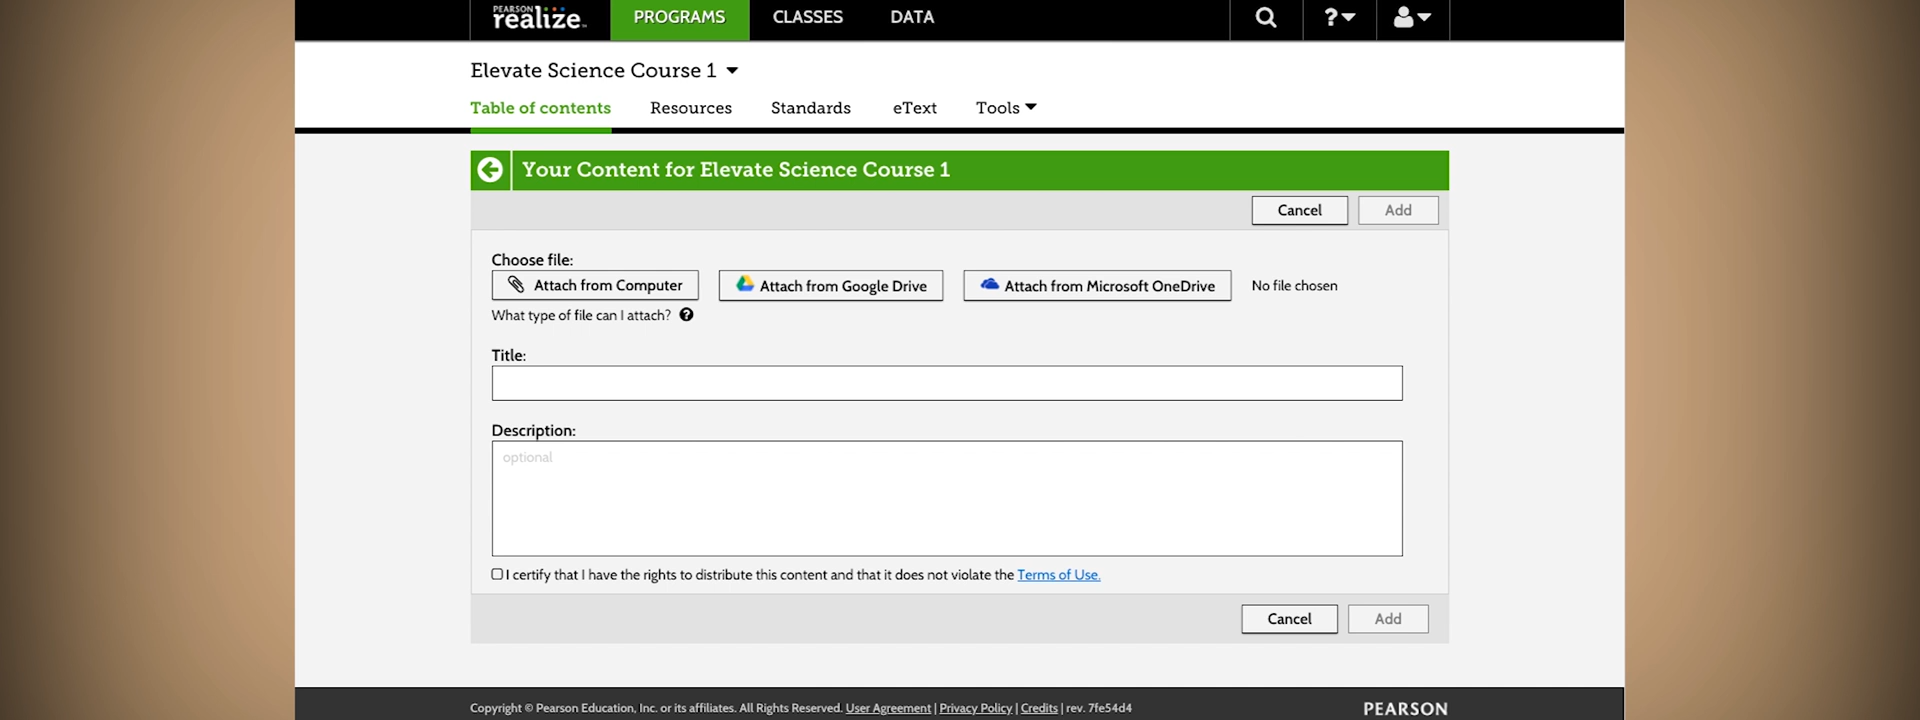 PEARSON
realize™ PROGRAMS CLASSES DATA ?
Elevate Science Course 1
Table of contents Resources Standards eText Tools
Your Content for Elevate Science Course 1
Cancel Add
Choose file:
Attach from Computer Attach from Google Drive Attach from Microsoft OneDrive No file chosen
What type of file can I attach? ?
Title:
Description:
optional
I certify that I have the rights to distribute this content and that it does not violate the Terms of Use.
Cancel Add
Copyright © Pearson Education, Inc. or its affiliates. All Rights Reserved. User Agreement | Privacy Policy | Credits | rev. 7fe54d4 PEARSON